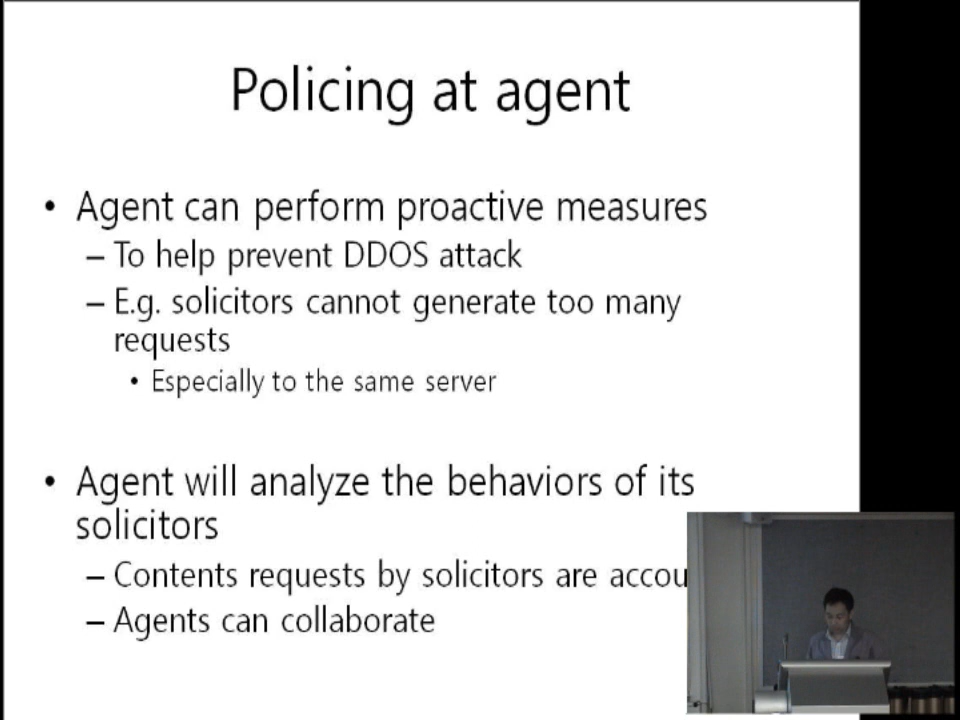 Policing at agent
• Agent can perform proactive measures
– To help prevent DDOS attack
– E.g. solicitors cannot generate too many
requests
• Especially to the same server
• Agent will analyze the behaviors of its
solicitors
– Contents requests by solicitors are
– Agents can collaborate